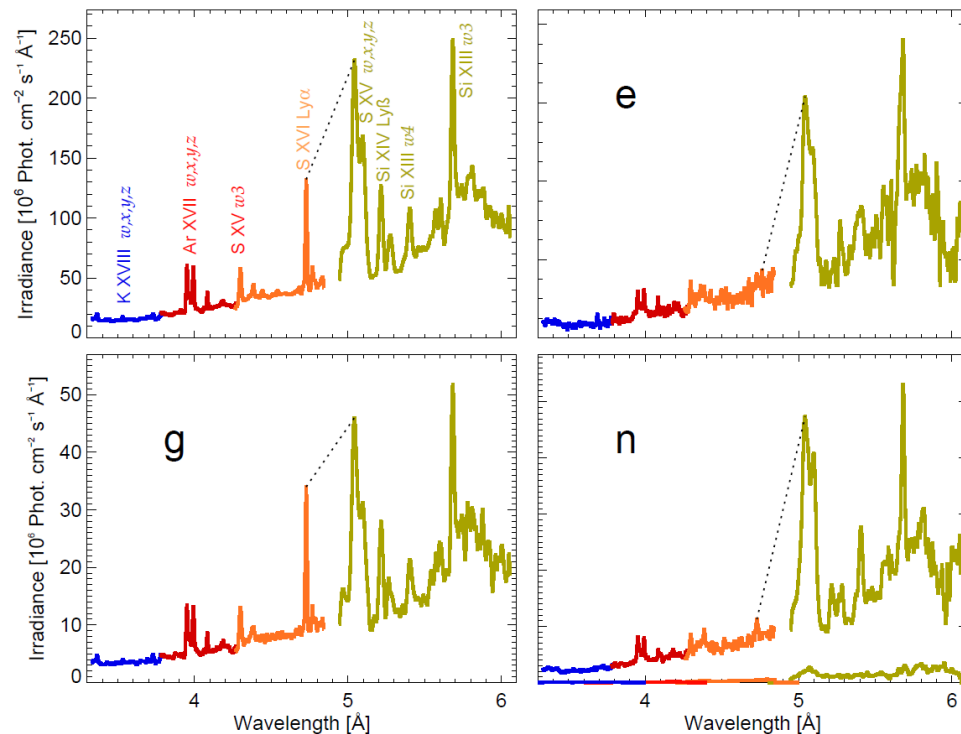 Irradiance [10⁶ Phot. cm⁻² s⁻¹ Å⁻¹]
250
200
150
100
50
0
K XVIII w,x,y,z
Ar XVII w,x,y,z
S XV w3
S XVI Lyα
S XV w,x,y,z
Si XIV Lyß
Si XIII w4
Si XIII w3
e
Irradiance [10⁶ Phot. cm⁻² s⁻¹ Å⁻¹]
50
40
30
20
10
0
g
n
4
5
6
4
5
6
Wavelength [Å]
Wavelength [Å]